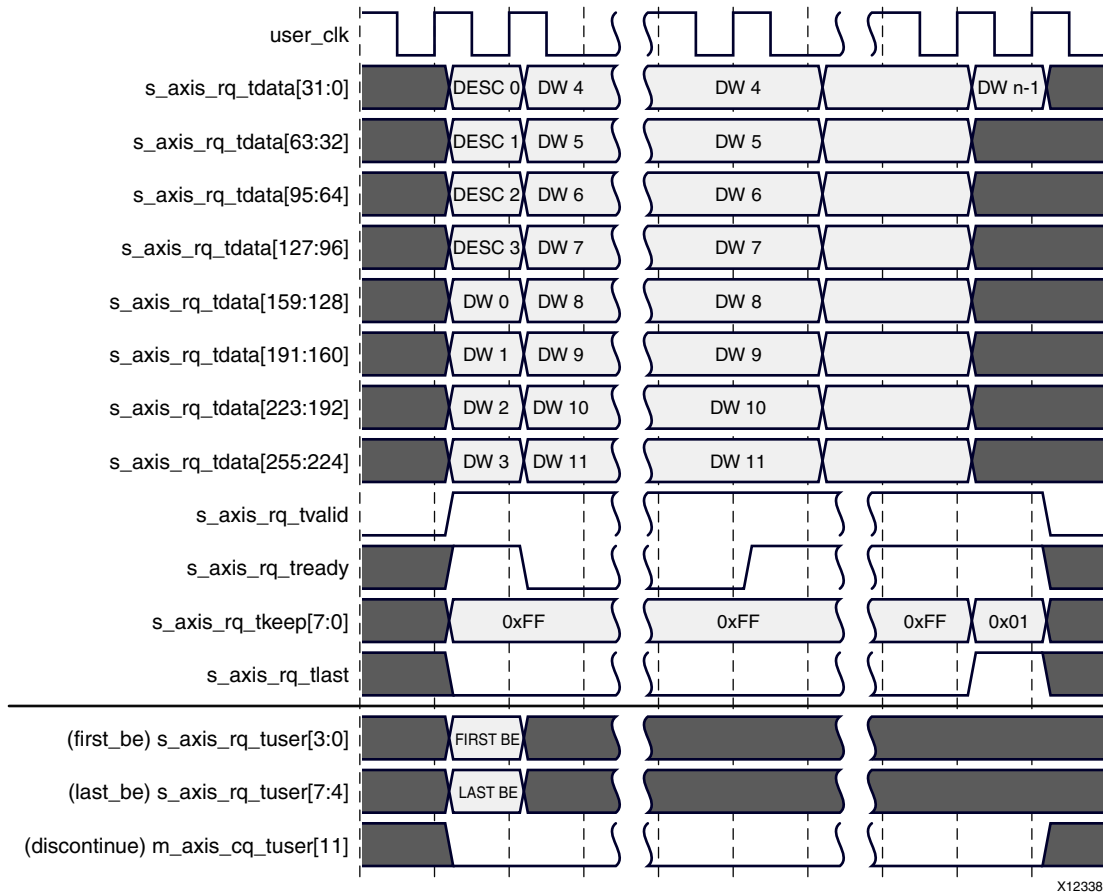 user_clk
s_axis_rq_tdata[31:0] DESC 0 DW 4 DW 4 DW n-1
s_axis_rq_tdata[63:32] DESC 1 DW 5 DW 5
s_axis_rq_tdata[95:64] DESC 2 DW 6 DW 6
s_axis_rq_tdata[127:96] DESC 3 DW 7 DW 7
s_axis_rq_tdata[159:128] DW 0 DW 8 DW 8
s_axis_rq_tdata[191:160] DW 1 DW 9 DW 9
s_axis_rq_tdata[223:192] DW 2 DW 10 DW 10
s_axis_rq_tdata[255:224] DW 3 DW 11 DW 11
s_axis_rq_tvalid
s_axis_rq_tready
s_axis_rq_tkeep[7:0] 0xFF 0xFF 0xFF 0x01
s_axis_rq_tlast
(first_be) s_axis_rq_tuser[3:0] FIRST BE
(last_be) s_axis_rq_tuser[7:4] LAST BE
(discontinue) m_axis_cq_tuser[11]
X12338